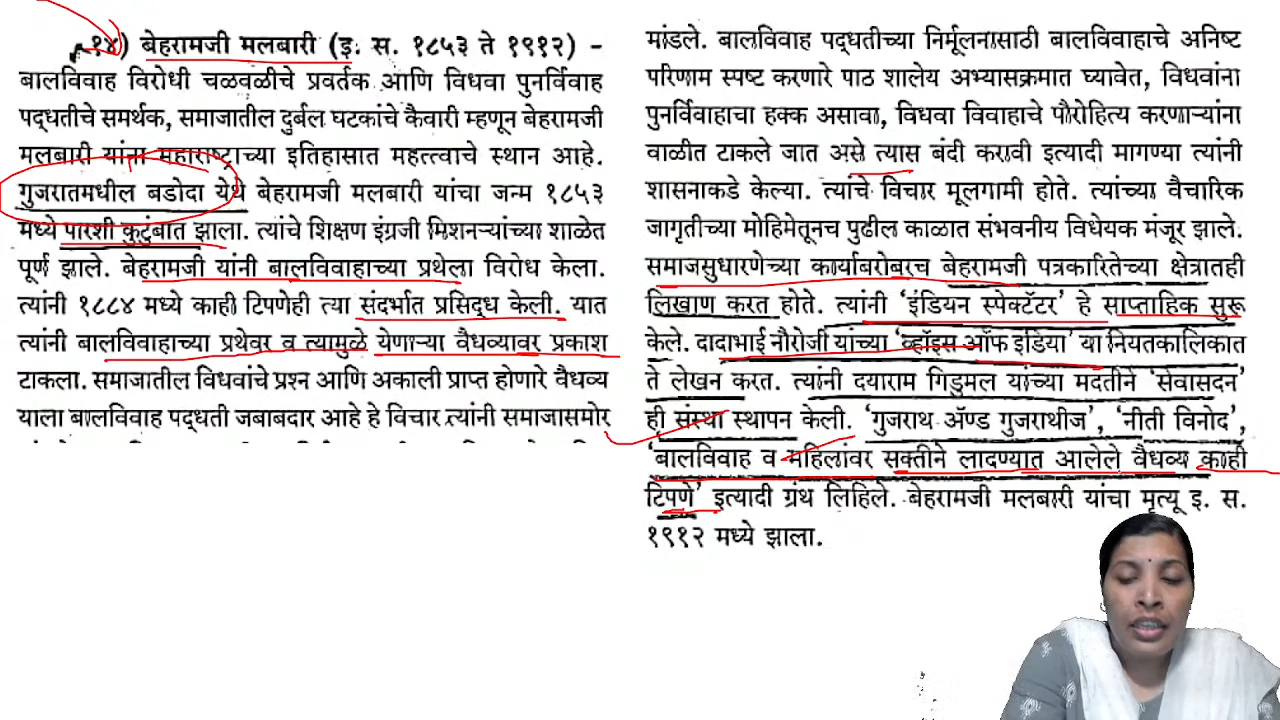 १४) बेहरामजी मलबारी (इ. स. १८५३ ते १९१२) -
बालविवाह विरोधी चळवळीचे प्रवर्तक आणि विधवा पुनर्विवाह
पद्धतीचे समर्थक, समाजातील दुर्बल घटकांचे कैवारी म्हणून बेहरामजी
मलबारी यांना महाराष्ट्राच्या इतिहासात महत्त्वाचे स्थान आहे.
गुजरातमधील बडोदा येथे बेहरामजी मलबारी यांचा जन्म १८५३
मध्ये पारशी कुटुंबात झाला. त्यांचे शिक्षण इंग्रजी मिशनऱ्यांच्या शाळेत
पूर्ण झाले. बेहरामजी यांनी बालविवाहाच्या प्रथेला विरोध केला.
त्यांनी १८८४ मध्ये काही टिपणेही त्या संदर्भात प्रसिद्ध केली. यात
त्यांनी बालविवाहाच्या प्रथेवर व त्यामुळे येणाऱ्या वैधव्यावर प्रकाश
टाकला. समाजातील विधवांचे प्रश्न आणि अकाली प्राप्त होणारे वैधव्य
याला बालविवाह पद्धती जबाबदार आहे हे विचार त्यांनी समाजासमोर
मांडले. बालविवाह पद्धतीच्या निर्मूलनासाठी बालविवाहाचे अनिष्ट
परिणाम स्पष्ट करणारे पाठ शालेय अभ्यासक्रमात घ्यावेत, विधवांना
पुनर्विवाहाचा हक्क असावा, विधवा विवाहाचे पौरोहित्य करणाऱ्यांना
वाळीत टाकले जात असे त्यास बंदी करावी इत्यादी मागण्या त्यांनी
शासनाकडे केल्या. त्यांचे विचार मूलगामी होते. त्यांच्या वैचारिक
जागृतीच्या मोहिमेतूनच पुढील काळात संभवनीय विधेयक मंजूर झाले.
समाजसुधारणेच्या कार्याबरोबरच बेहरामजी पत्रकारितेच्या क्षेत्रातही
लिखाण करत होते. त्यांनी ‘इंडियन स्पेक्टॅटर’ हे साप्ताहिक सुरू
केले. दादाभाई नौरोजी यांच्या ‘व्हॉइस ऑफ इंडिया’ या नियतकालिकात
ते लेखन करत. त्यांनी दयाराम गिडुमल यांच्या मदतीने ‘सेवासदन’
ही संस्था स्थापन केली. ‘गुजराथ ॲण्ड गुजराथीज’, ‘नीती विनोद’,
‘बालविवाह व महिलांवर सक्तीने लादण्यात आलेले वैधव्य काही
टिपणे’ इत्यादी ग्रंथ लिहिले. बेहरामजी मलबारी यांचा मृत्यू इ. स.
१९१२ मध्ये झाला.